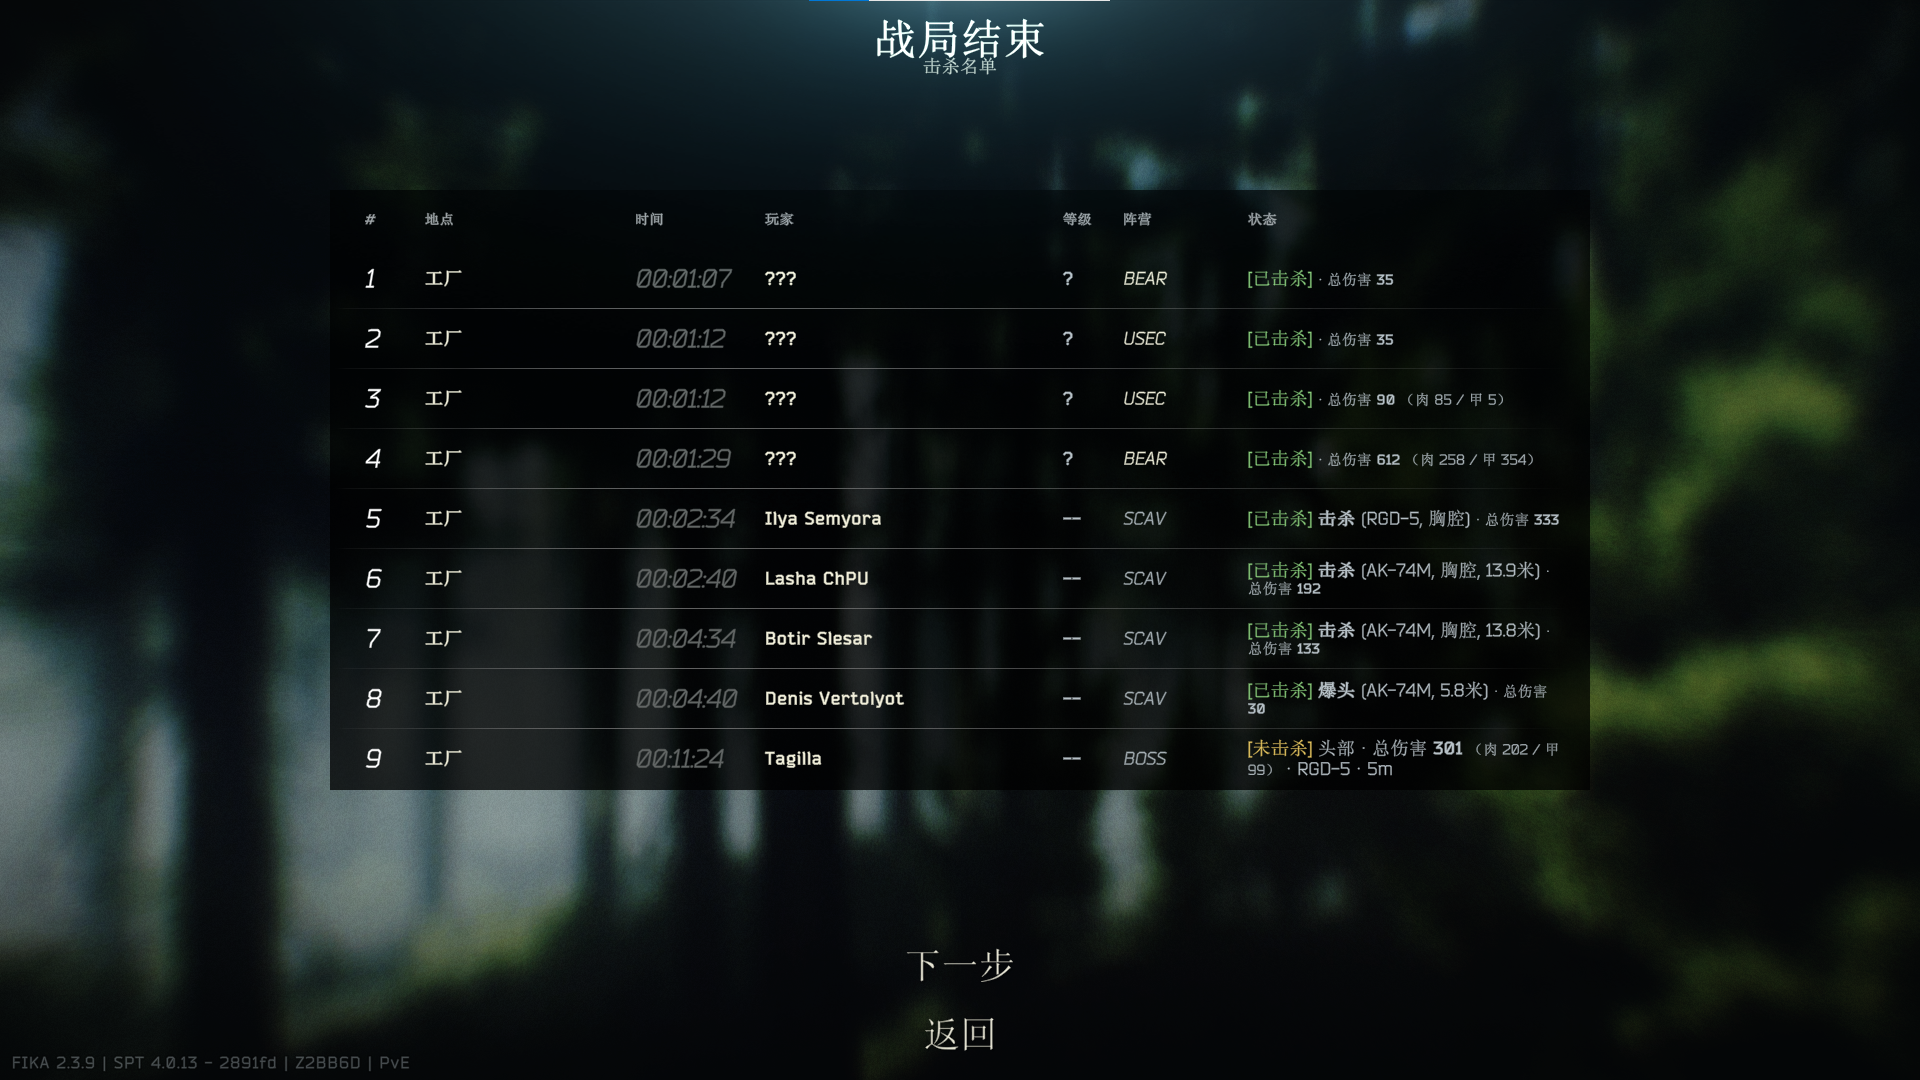 战局结束
击杀名单
# 地点 时间 玩家 等级 阵营 状态
1 工厂 00:01:07 ??? ? BEAR [已击杀] · 总伤害 35
2 工厂 00:01:12 ??? ? USEC [已击杀] · 总伤害 35
3 工厂 00:01:12 ??? ? USEC [已击杀] · 总伤害 90 (肉 85 / 甲 5)
4 工厂 00:01:29 ??? ? BEAR [已击杀] · 总伤害 612 (肉 258 / 甲 354)
5 工厂 00:02:34 Ilya Semyora -- SCAV [已击杀] 击杀 (RGD-5, 胸腔) · 总伤害 333
6 工厂 00:02:40 Lasha ChPU -- SCAV [已击杀] 击杀 (AK-74M, 胸腔, 13.9米) ·
总伤害 192
7 工厂 00:04:34 Botir Slesar -- SCAV [已击杀] 击杀 (AK-74M, 胸腔, 13.8米) ·
总伤害 133
8 工厂 00:04:40 Denis Vertolyot -- SCAV [已击杀] 爆头 (AK-74M, 5.8米) · 总伤害
30
9 工厂 00:11:24 Tagilla -- BOSS [未击杀] 头部 · 总伤害 301 (肉 202 / 甲
99) · RGD-5 · 5m
下一步
返回
FIKA 2.3.9 | SPT 4.0.13 - 2891fd | Z2BB6D | PvE